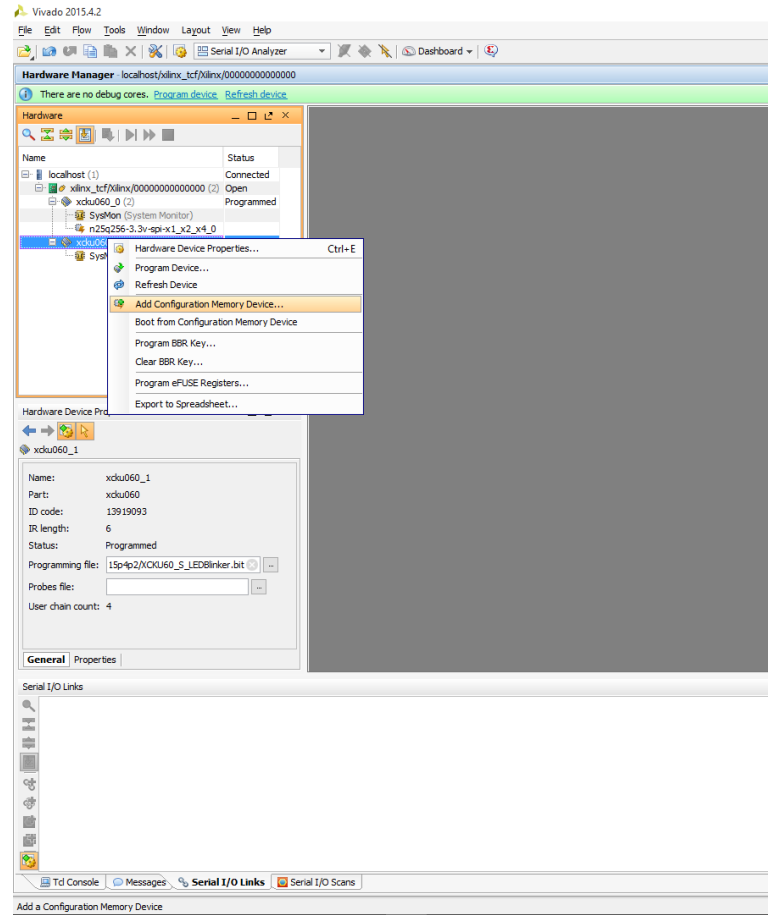 Vivado 2015.4.2
File Edit Flow Tools Window Layout View Help
Serial I/O Analyzer Dashboard
Hardware Manager - localhost/xilinx_tcf/Xilinx/00000000000000
There are no debug cores. Program device Refresh device
Hardware
Name Status
localhost (1) Connected
xilinx_tcf/Xilinx/00000000000000 (2) Open
xcku060_0 (2) Programmed
SysMon (System Monitor)
n25q256-3.3v-spi-x1_x2_x4_0
xcku06
SysM
Hardware Device Properties... Ctrl+E
Program Device...
Refresh Device
Add Configuration Memory Device...
Boot from Configuration Memory Device
Program BBR Key...
Clear BBR Key...
Program eFUSE Registers...
Export to Spreadsheet...
Hardware Device Pro
xcku060_1
Name: xcku060_1
Part: xcku060
ID code: 13919093
IR length: 6
Status: Programmed
Programming file: 15p4p2/XCKU60_S_LEDBlinker.bit ...
Probes file: ...
User chain count: 4
General Properties
Serial I/O Links
Tcl Console Messages Serial I/O Links Serial I/O Scans
Add a Configuration Memory Device